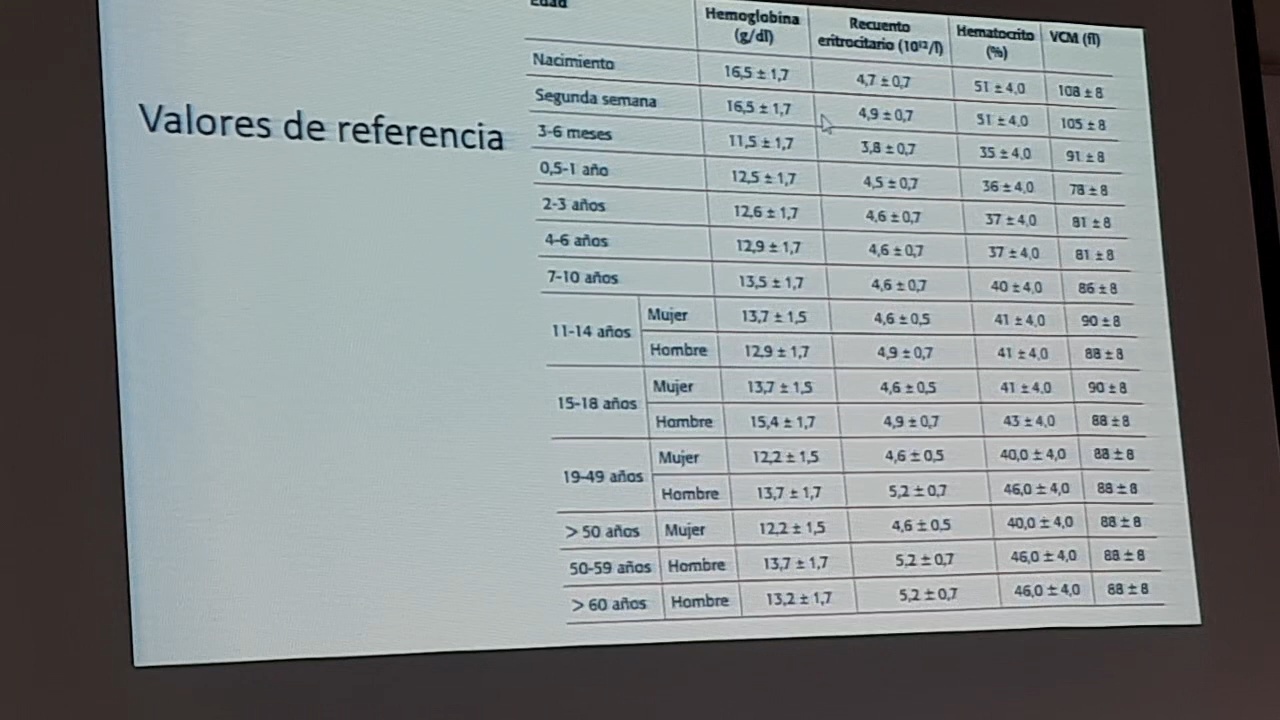 Valores de referencia
Edad Hemoglobina (g/dl) Recuento eritrocitario (10¹²/l) Hematocrito (%) VCM (fl)
Nacimiento 16,5 ± 1,7 4,7 ± 0,7 51 ± 4,0 108 ± 8
Segunda semana 16,5 ± 1,7 4,9 ± 0,7 51 ± 4,0 105 ± 8
3-6 meses 11,5 ± 1,7 3,8 ± 0,7 35 ± 4,0 91 ± 8
0,5-1 año 12,5 ± 1,7 4,5 ± 0,7 36 ± 4,0 78 ± 8
2-3 años 12,6 ± 1,7 4,6 ± 0,7 37 ± 4,0 81 ± 8
4-6 años 12,9 ± 1,7 4,6 ± 0,7 37 ± 4,0 81 ± 8
7-10 años 13,5 ± 1,7 4,6 ± 0,7 40 ± 4,0 86 ± 8
11-14 años Mujer 13,7 ± 1,5 4,6 ± 0,5 41 ± 4,0 90 ± 8
Hombre 12,9 ± 1,7 4,9 ± 0,7 41 ± 4,0 88 ± 8
15-18 años Mujer 13,7 ± 1,5 4,6 ± 0,5 41 ± 4,0 90 ± 8
Hombre 15,4 ± 1,7 4,9 ± 0,7 43 ± 4,0 88 ± 8
19-49 años Mujer 12,2 ± 1,5 4,6 ± 0,5 40,0 ± 4,0 88 ± 8
Hombre 13,7 ± 1,7 5,2 ± 0,7 46,0 ± 4,0 88 ± 8
> 50 años Mujer 12,2 ± 1,5 4,6 ± 0,5 40,0 ± 4,0 88 ± 8
50-59 años Hombre 13,7 ± 1,7 5,2 ± 0,7 46,0 ± 4,0 88 ± 8
> 60 años Hombre 13,2 ± 1,7 5,2 ± 0,7 46,0 ± 4,0 88 ± 8